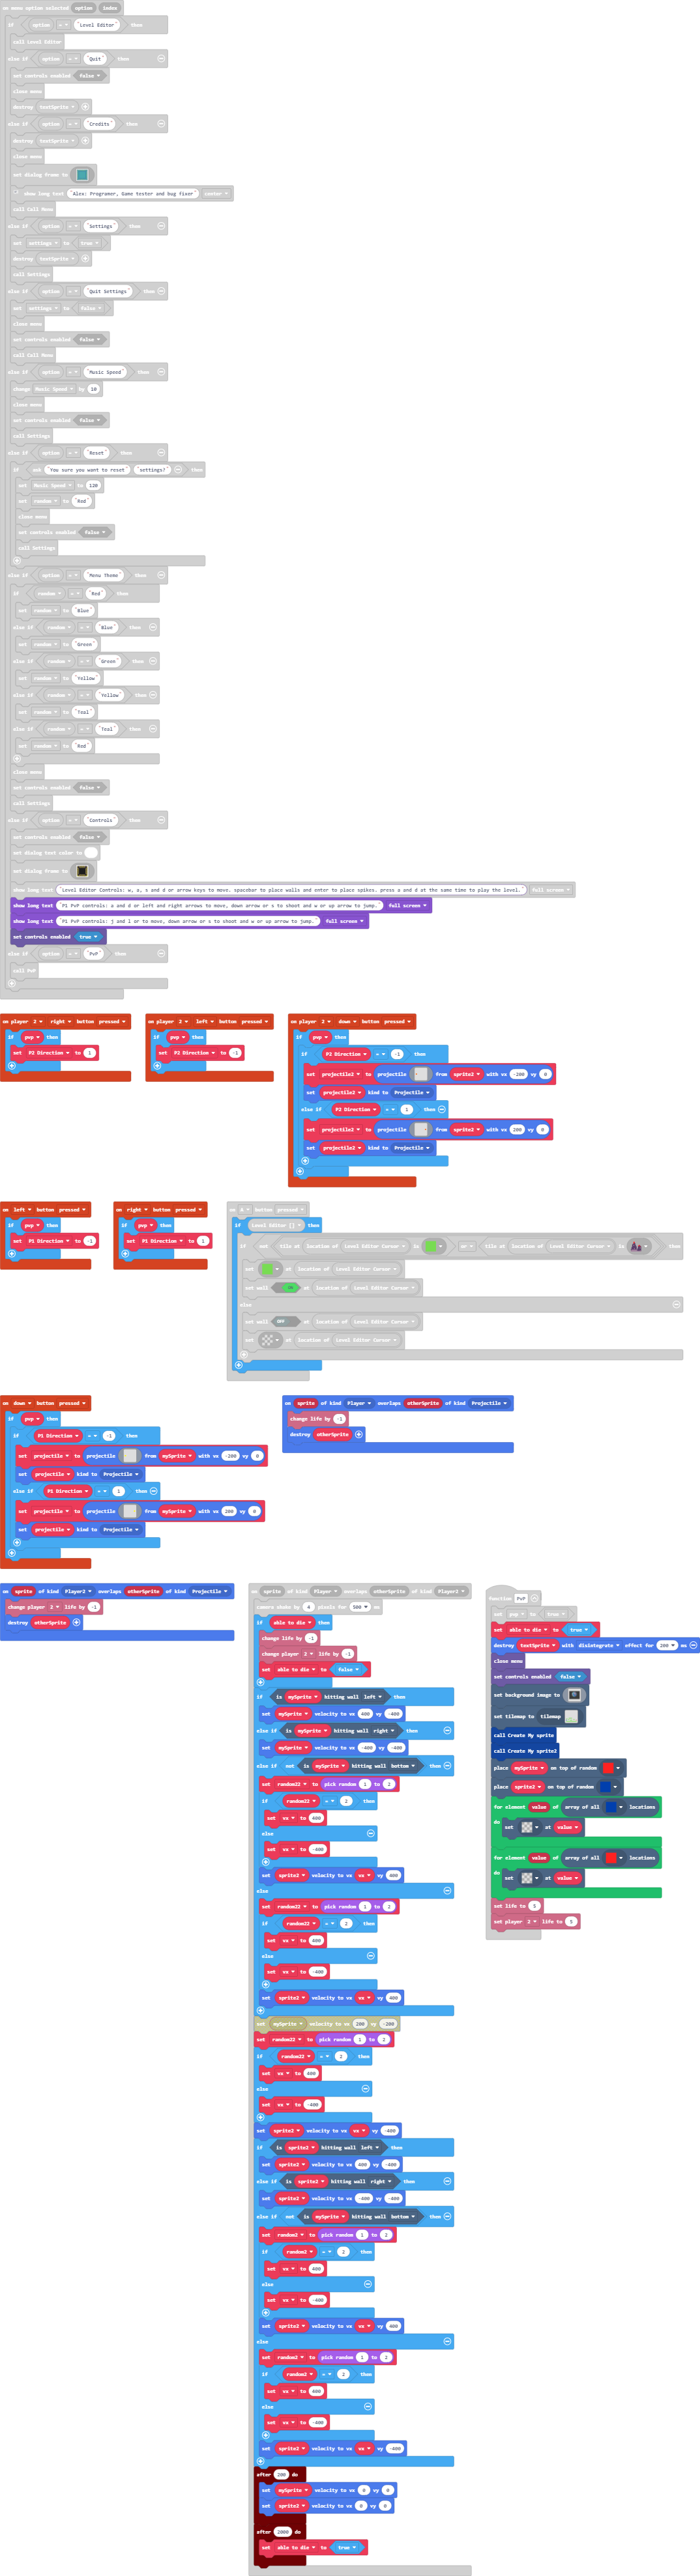 on menu option selected option index
if option = "Level Editor" then
call Level Editor
else if option = "Quit" then
set controls enabled false
close menu
destroy textSprite
else if option = "Credits" then
destroy textSprite
close menu
set dialog frame to
show long text "Alex: Programer, Game tester and bug fixer" center
call Call Menu
else if option = "Settings" then
set settings to true
destroy textSprite
call Settings
else if option = "Quit Settings" then
set settings to false
close menu
set controls enabled false
call Call Menu
else if option = "Music Speed" then
change Music Speed by 10
close menu
set controls enabled false
call Settings
else if option = "Reset" then
if ask "You sure you want to reset" "settings?" then
set Music Speed to 120
set random to "Red"
close menu
set controls enabled false
call Settings
else if option = "Menu Theme" then
if random = "Red" then
set random to "Blue"
else if random = "Blue" then
set random to "Green"
else if random = "Green" then
set random to "Yellow"
else if random = "Yellow" then
set random to "Teal"
else if random = "Teal" then
set random to "Red"
close menu
set controls enabled false
call Settings
else if option = "Controls" then
set controls enabled false
set dialog text color to
set dialog frame to
show long text "Level Editor Controls: w, a, s and d or arrow keys to move. spacebar to place walls and enter to place spikes. press a and d at the same time to play the level." full screen
show long text "P1 PvP controls: a and d or left and right arrows to move, down arrow or s to shoot and w or up arrow to jump." full screen
show long text "P1 PvP controls: j and l or to move, down arrow or s to shoot and w or up arrow to jump." full screen
set controls enabled true
else if option = "PvP" then
call PvP
on player 2 right button pressed
if pvp then
set P2 Direction to 1
on player 2 left button pressed
if pvp then
set P2 Direction to -1
on player 2 down button pressed
if pvp then
if P2 Direction = -1 then
set projectile2 to projectile from sprite2 with vx -200 vy 0
set projectile2 kind to Projectile
else if P2 Direction = 1 then
set projectile2 to projectile from sprite2 with vx 200 vy 0
set projectile2 kind to Projectile
on left button pressed
if pvp then
set P1 Direction to -1
on right button pressed
if pvp then
set P1 Direction to 1
on A button pressed
if Level Editor [] then
if not tile at location of Level Editor Cursor is or tile at location of Level Editor Cursor is then
set at location of Level Editor Cursor
set wall ON at location of Level Editor Cursor
else
set wall OFF at location of Level Editor Cursor
set at location of Level Editor Cursor
on down button pressed
if pvp then
if P1 Direction = -1 then
set projectile to projectile from mySprite with vx -200 vy 0
set projectile kind to Projectile
else if P1 Direction = 1 then
set projectile to projectile from mySprite with vx 200 vy 0
set projectile kind to Projectile
on sprite of kind Player overlaps otherSprite of kind Projectile
change life by -1
destroy otherSprite
on sprite of kind Player2 overlaps otherSprite of kind Projectile
change player 2 life by -1
destroy otherSprite
on sprite of kind Player overlaps otherSprite of kind Player2
camera shake by 4 pixels for 500 ms
if able to die then
change life by -1
change player 2 life by -1
set able to die to false
if is mySprite hitting wall left then
set mySprite velocity to vx 400 vy -400
else if is mySprite hitting wall right then
set mySprite velocity to vx -400 vy -400
else if not is mySprite hitting wall bottom then
set random22 to pick random 1 to 2
if random22 = 2 then
set vx to 400
else
set vx to -400
set sprite2 velocity to vx vx vy 400
else
set random22 to pick random 1 to 2
if random22 = 2 then
set vx to 400
else
set vx to -400
set sprite2 velocity to vx vx vy 400
set mySprite velocity to vx 200 vy -200
set random22 to pick random 1 to 2
if random22 = 2 then
set vx to 400
else
set vx to -400
set sprite2 velocity to vx vx vy -400
if is sprite2 hitting wall left then
set sprite2 velocity to vx 400 vy -400
else if is sprite2 hitting wall right then
set sprite2 velocity to vx -400 vy -400
else if not is mySprite hitting wall bottom then
set random2 to pick random 1 to 2
if random2 = 2 then
set vx to 400
else
set vx to -400
set sprite2 velocity to vx vx vy 400
else
set random2 to pick random 1 to 2
if random2 = 2 then
set vx to 400
else
set vx to -400
set sprite2 velocity to vx vx vy -400
after 200 do
set mySprite velocity to vx 0 vy 0
set sprite2 velocity to vx 0 vy 0
after 2000 do
set able to die to true
function PvP
set pvp to true
set able to die to true
destroy textSprite with disintegrate effect for 200 ms
close menu
set controls enabled false
set background image to
set tilemap to tilemap
call Create My sprite
call Create My sprite2
place mySprite on top of random
place sprite2 on top of random
for element value of array of all locations
do
set at value
for element value of array of all locations
do
set at value
set life to 5
set player 2 life to 5